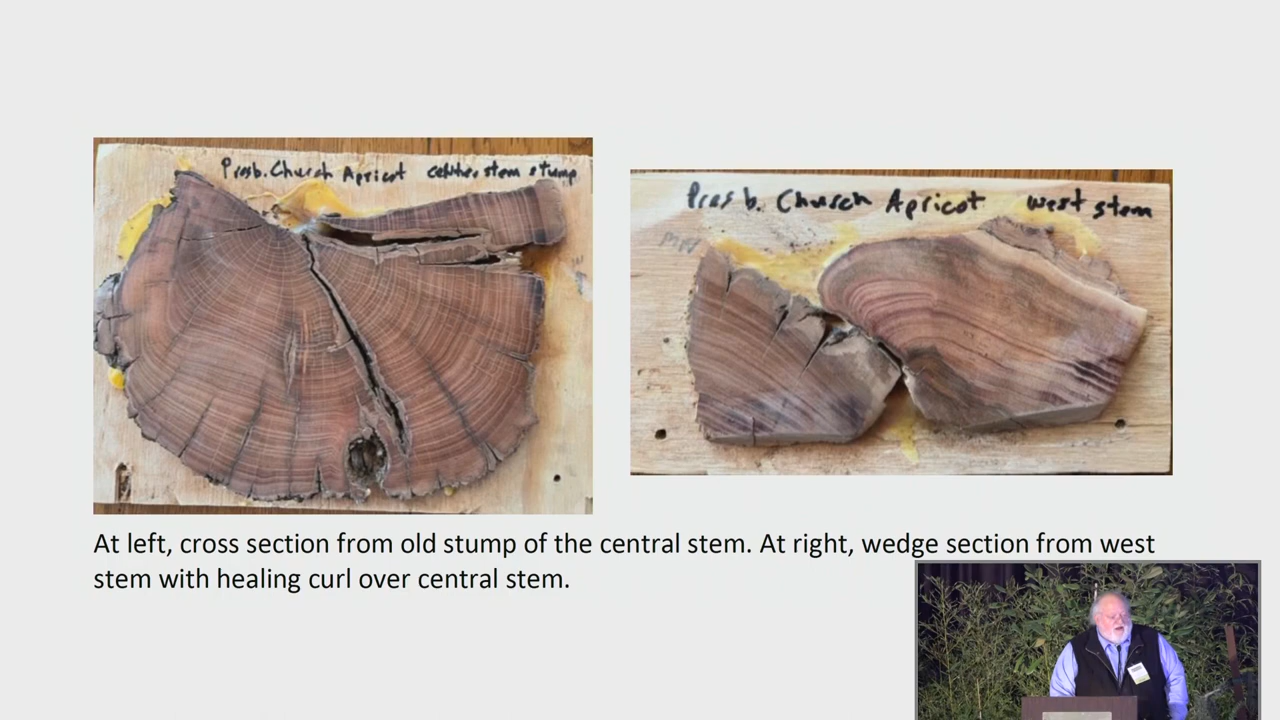 Presb. Church Apricot center stem stump
Presb. Church Apricot west stem
At left, cross section from old stump of the central stem. At right, wedge section from west
stem with healing curl over central stem.